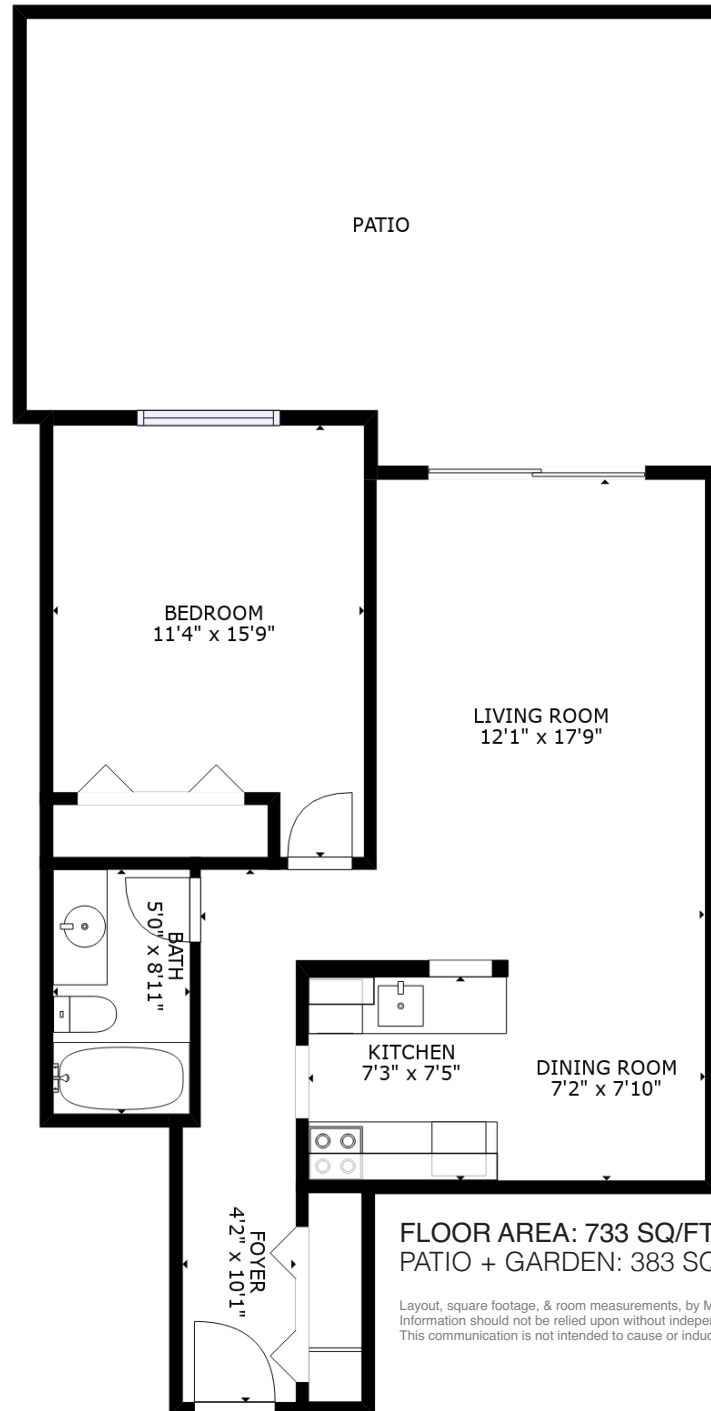 PATIO
BEDROOM
11'4" x 15'9"
LIVING ROOM
12'1" x 17'9"
BATH
5'0" x 8'11"
KITCHEN
7'3" x 7'5"
DINING ROOM
7'2" x 7'10"
FOYER
4'2" x 10'1"
FLOOR AREA: 733 SQ/FT
PATIO + GARDEN: 383 SQ
Layout, square footage, & room measurements, by M
Information should not be relied upon without indepen
This communication is not intended to cause or induc